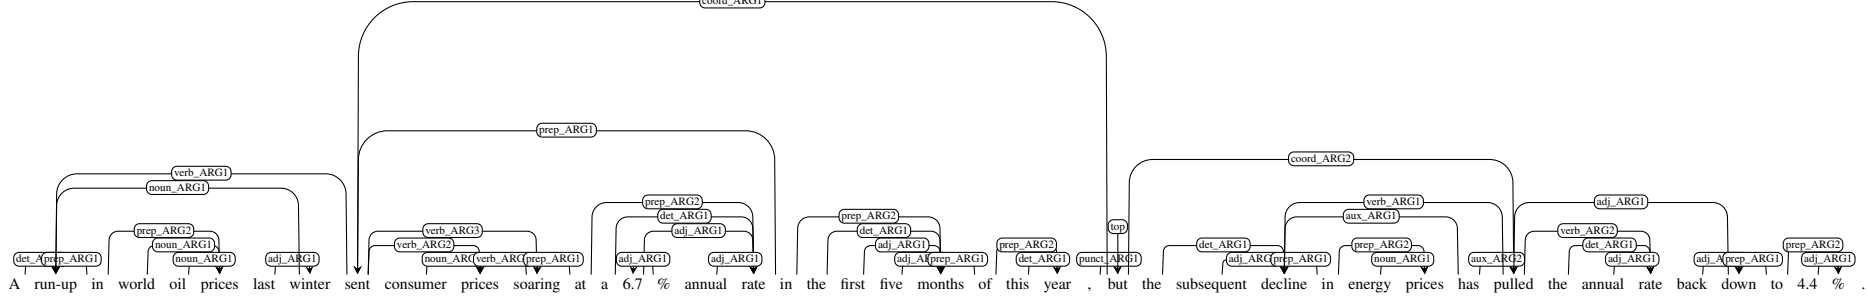 coord_ARG1
prep_ARG1
coord_ARG2
verb_ARG1
noun_ARG1
prep_ARG2 verb_ARG1 adj_ARG1
prep_ARG2 det_ARG1 prep_ARG2 aux_ARG1
noun_ARG1 verb_ARG3 adj_ARG1 det_ARG1 top verb_ARG2
verb_ARG2 adj_ARG1 prep_ARG2 det_ARG1 prep_ARG2 det_ARG1 prep_ARG2
prep_ARG1 noun_ARG1 adj_ARG1 prep_ARG1 adj_ARG1 adj_ARG1 prep_ARG1 det_ARG1 punct_ARG1 prep_ARG1 noun_ARG1 aux_ARG2 adj_ARG1 prep_ARG1 adj_ARG1
A run-up in world oil prices last winter sent consumer prices soaring at a 6.7 % annual rate in the first five months of this year , but the subsequent decline in energy prices has pulled the annual rate back down to 4.4 % .